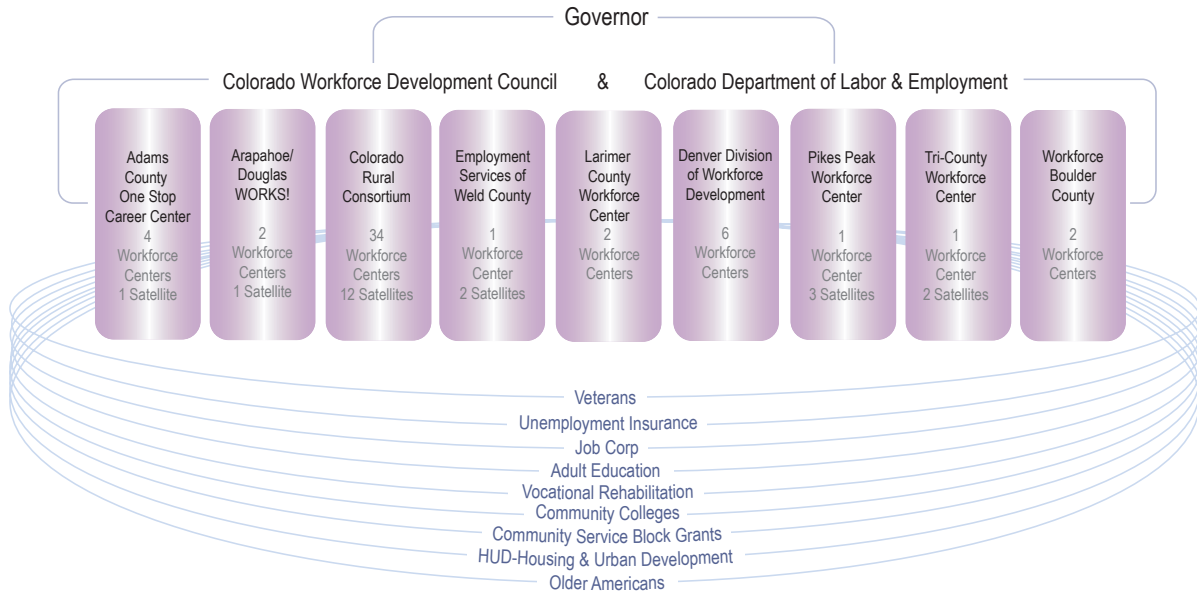 Governor
Colorado Workforce Development Council & Colorado Department of Labor & Employment
Adams
County
One Stop
Career Center
4
Workforce
Centers
1 Satellite
Arapahoe/
Douglas
WORKS!
2
Workforce
Centers
1 Satellite
Colorado
Rural
Consortium
34
Workforce
Centers
12 Satellites
Employment
Services of
Weld County
1
Workforce
Center
2 Satellites
Larimer
County
Workforce
Center
2
Workforce
Centers
Denver Division
of Workforce
Development
6
Workforce
Centers
Pikes Peak
Workforce
Center
1
Workforce
Center
3 Satellites
Tri-County
Workforce
Center
1
Workforce
Center
2 Satellites
Workforce
Boulder
County
2
Workforce
Centers
Veterans
Unemployment Insurance
Job Corp
Adult Education
Vocational Rehabilitation
Community Colleges
Community Service Block Grants
HUD-Housing & Urban Development
Older Americans